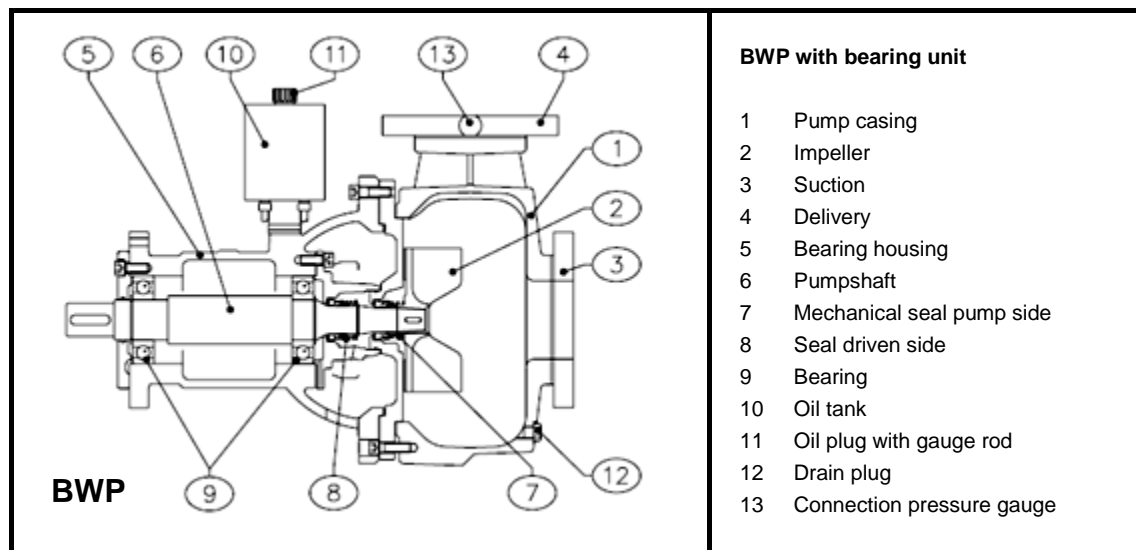 5
6
10
11
13
4
1
2
3
12
7
8
9
BWP
BWP with bearing unit
1 Pump casing
2 Impeller
3 Suction
4 Delivery
5 Bearing housing
6 Pumpshaft
7 Mechanical seal pump side
8 Seal driven side
9 Bearing
10 Oil tank
11 Oil plug with gauge rod
12 Drain plug
13 Connection pressure gauge